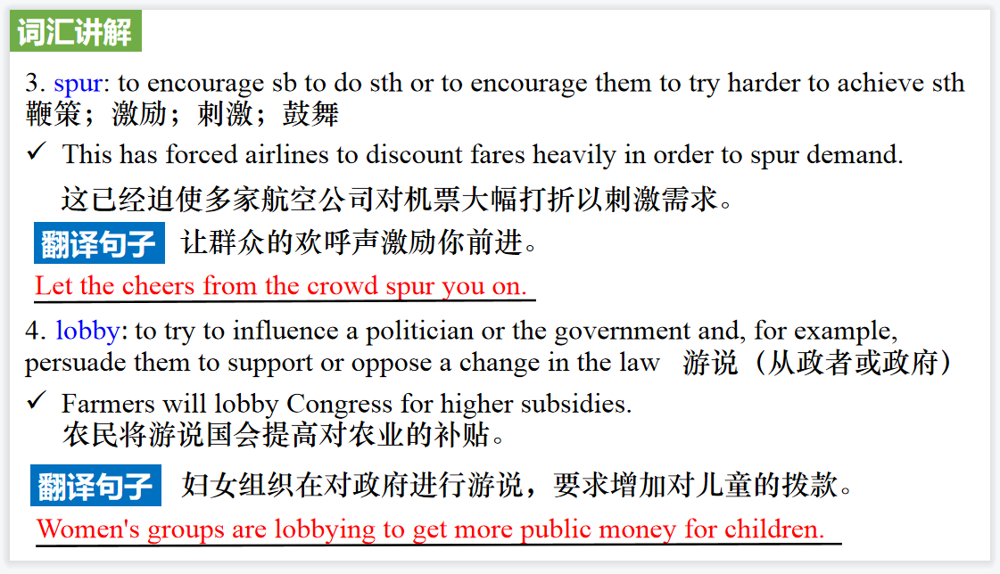 词汇讲解
3. spur: to encourage sb to do sth or to encourage them to try harder to achieve sth
鞭策；激励；刺激；鼓舞
✓ This has forced airlines to discount fares heavily in order to spur demand.
这已经迫使多家航空公司对机票大幅打折以刺激需求。
翻译句子 让群众的欢呼声激励你前进。
Let the cheers from the crowd spur you on.
4. lobby: to try to influence a politician or the government and, for example,
persuade them to support or oppose a change in the law 游说（从政者或政府）
✓ Farmers will lobby Congress for higher subsidies.
农民将游说国会提高对农业的补贴。
翻译句子 妇女组织在对政府进行游说，要求增加对儿童的拨款。
Women's groups are lobbying to get more public money for children.